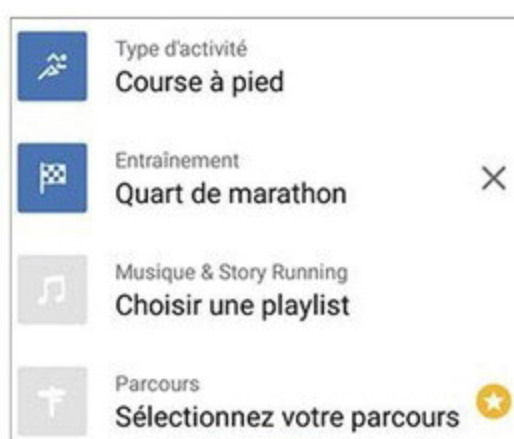 Type d'activité
Course à pied
Entraînement
Quart de marathon
Musique & Story Running
Choisir une playlist
Parcours
Sélectionnez votre parcours